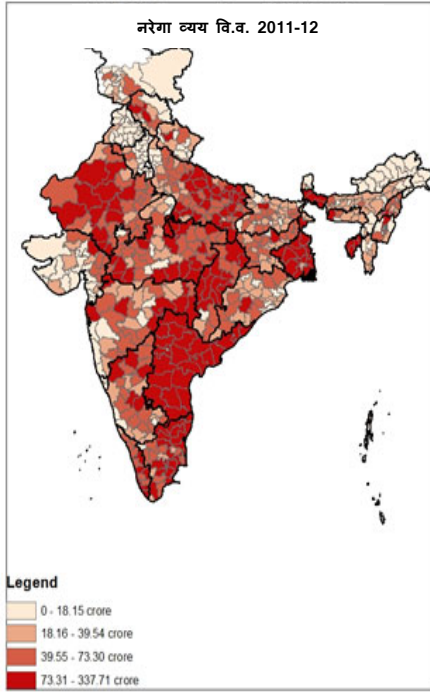 नरेगा व्यय वि.व. 2011-12
Legend
0 - 18.15 crore
18.16 - 39.54 crore
39.55 - 73.30 crore
73.31 - 337.71 crore